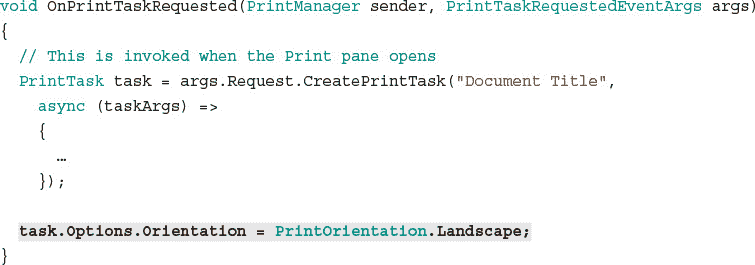 void OnPrintTaskRequested(PrintManager sender, PrintTaskRequestedEventArgs args)
{
  // This is invoked when the Print pane opens
  PrintTask task = args.Request.CreatePrintTask("Document Title",
    async (taskArgs) =>
    {
      …
    });
  task.Options.Orientation = PrintOrientation.Landscape;
}